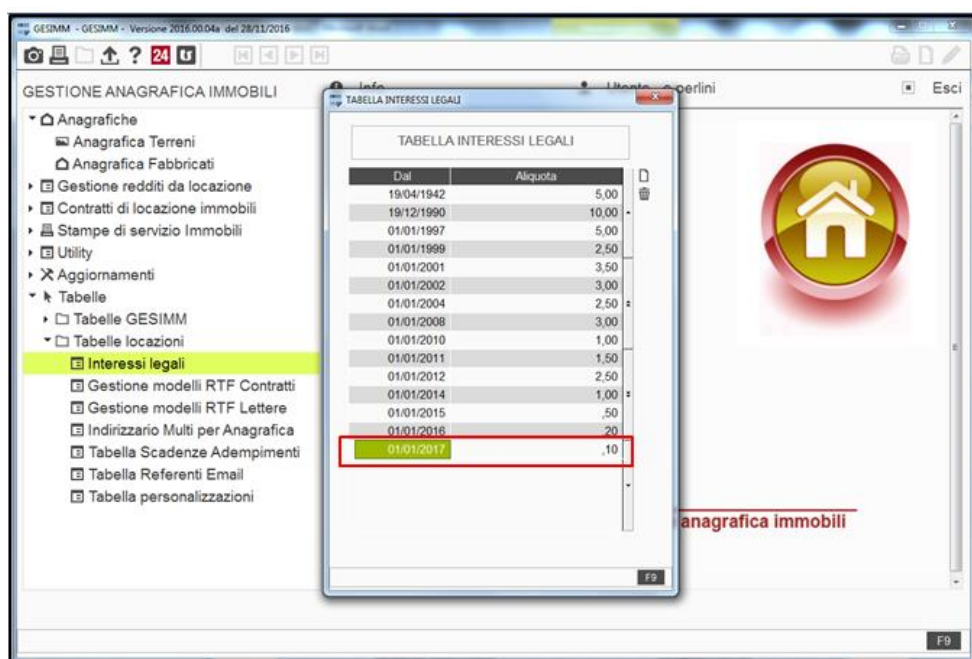 GESIMM - GESIMM - Versione 2016.00.04a del 28/11/2016
? 24
GESTIONE ANAGRAFICA IMMOBILI
Info
Utente
perlini
Esci
Anagrafiche
Anagrafica Terreni
Anagrafica Fabbricati
Gestione redditi da locazione
Contratti di locazione immobili
Stampe di servizio Immobili
Utility
Aggiornamenti
Tabelle
Tabelle GESIMM
Tabelle locazioni
Interessi legali
Gestione modelli RTF Contratti
Gestione modelli RTF Lettere
Indirizzario Multi per Anagrafica
Tabella Scadenze Adempimenti
Tabella Referenti Email
Tabella personalizzazioni
TABELLA INTERESSI LEGALI
TABELLA INTERESSI LEGALI
Dal Aliquota
19/04/1942 5,00
19/12/1990 10,00
01/01/1997 5,00
01/01/1999 2,50
01/01/2001 3,50
01/01/2002 3,00
01/01/2004 2,50
01/01/2008 3,00
01/01/2010 1,00
01/01/2011 1,50
01/01/2012 2,50
01/01/2014 1,00
01/01/2015 ,50
01/01/2016 ,20
01/01/2017 ,10
F9
anagrafica immobili
F9